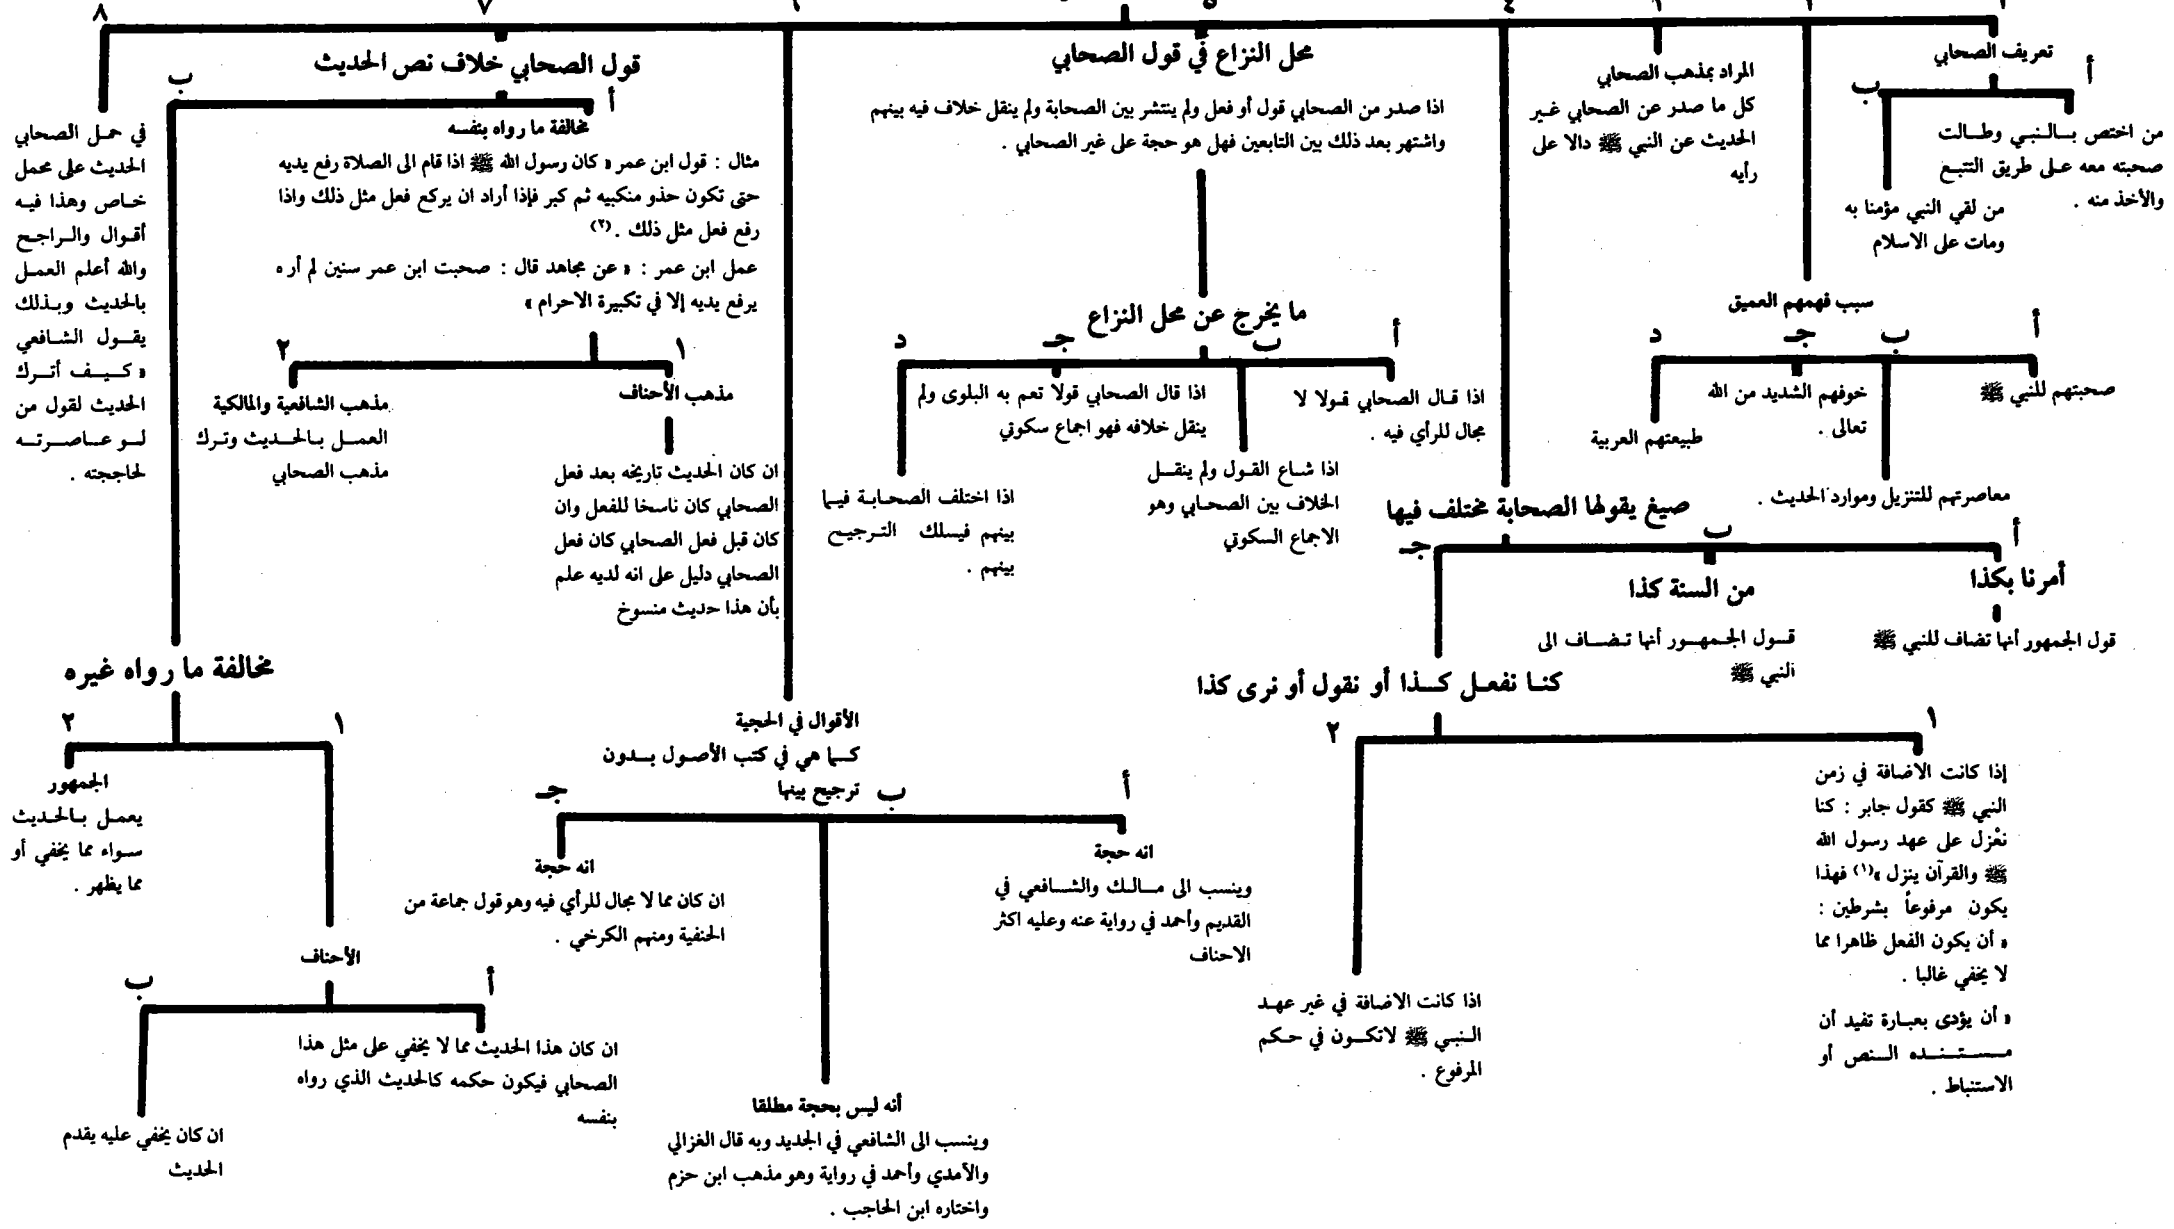 تعريف الصحابي
أ
من اختص بالنبي وطالت
صحبته معه على طريق التتبع
والأخذ منه .
ب
من لقي النبي مؤمنا به
ومات على الاسلام
سبب فهمهم العميق
أ
صحبتهم للنبي ﷺ
ب
معاصرتهم للتنزيل وموارد الحديث .
جـ
خوفهم الشديد من الله
تعالى .
د
طبيعتهم العربية
المراد بمذهب الصحابي
كل ما صدر عن الصحابي غير
الحديث عن النبي ﷺ دالا على
رأيه
٤
صيغ يقولها الصحابة مختلف فيها
أ
أمرنا بكذا
قول الجمهور أنها تضاف للنبي ﷺ
ب
من السنة كذا
قول الجمهور أنها تضاف الى
النبي ﷺ
جـ
كنا نفعل كذا أو نقول أو نرى كذا
١
إذا كانت الاضافة في زمن
النبي ﷺ كقول جابر : كنا
نعْزل على عهد رسول الله
ﷺ والقرآن ينزل »(١) فهذا
يكون مرفوعاً بشرطين :
« أن يكون الفعل ظاهرا مما
لا يخفي غالبا .
« أن يؤدى بعبارة تفيد أن
مستنده النص أو
الاستنباط .
٢
اذا كانت الاضافة في غير عهد
النبي ﷺ لاتكون في حكم
المرفوع .
٥
محل النزاع في قول الصحابي
اذا صدر من الصحابي قول أو فعل ولم ينتشر بين الصحابة ولم ينقل خلاف فيه بينهم
واشتهر بعد ذلك بين التابعين فهل هو حجة على غير الصحابي .
ما يخرج عن محل النزاع
أ
اذا قال الصحابي قولا لا
مجال للرأي فيه .
ب
اذا شاع القول ولم ينقل
الخلاف بين الصحابي وهو
الاجماع السكوتي
جـ
اذا قال الصحابي قولا تعم به البلوى ولم
ينقل خلافه فهو اجماع سكوتي
د
اذا اختلف الصحابة فيما
بينهم فيسلك الترجيح
بينهم .
الأقوال في الحجية
كما هي في كتب الأصول بدون
ترجيح بينها
أ
انه حجة
وينسب الى مالك والشافعي في
القديم وأحمد في رواية عنه وعليه اكثر
الاحناف
ب
أنه ليس بحجة مطلقا
وينسب الى الشافعي في الجديد وبه قال الغزالي
والآمدي وأحمد في رواية وهو مذهب ابن حزم
واختاره ابن الحاجب .
جـ
انه حجة
ان كان مما لا مجال للرأي فيه وهو قول جماعة من
الحنفية ومنهم الكرخي .
٧
قول الصحابي خلاف نص الحديث
أ
مخالفة ما رواه بنفسه
مثال : قول ابن عمر « كان رسول الله ﷺ اذا قام الى الصلاة رفع يديه
حتى تكون حذو منكبيه ثم كبر فإذا أراد ان يركع فعل مثل ذلك واذا
رفع فعل مثل ذلك .(٢)
عمل ابن عمر : « عن مجاهد قال : صحبت ابن عمر سنين لم أره
يرفع يديه إلا في تكبيرة الاحرام »
١
مذهب الأحناف
ان كان الحديث تاريخه بعد فعل
الصحابي كان ناسخا للفعل وان
كان قبل فعل الصحابي كان فعل
الصحابي دليل على انه لديه علم
بأن هذا حديث منسوخ
٢
مذهب الشافعية والمالكية
العمل بالحديث وترك
مذهب الصحابي
ب
مخالفة ما رواه غيره
١
الأحناف
أ
ان كان هذا الحديث مما لا يخفي على مثل هذا
الصحابي فيكون حكمه كالحديث الذي رواه
بنفسه
ب
ان كان يخفي عليه يقدم
الحديث
٢
الجمهور
يعمل بالحديث
سواء مما يخفي أو
مما يظهر .
٨
في حمل الصحابي
الحديث على محمل
خاص وهذا فيه
أقوال والراجح
والله أعلم العمل
بالحديث وبذلك
يقول الشافعي
« كيف أترك
الحديث لقول من
لو عاصرته
لحاججته .